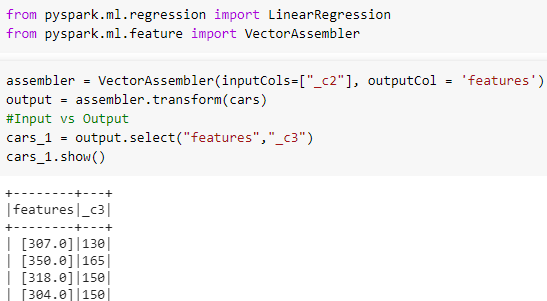 from pyspark.ml.regression import LinearRegression
from pyspark.ml.feature import VectorAssembler
assembler = VectorAssembler(inputCols=["_c2"], outputCol = 'features')
output = assembler.transform(cars)
#Input vs Output
cars_1 = output.select("features","_c3")
cars_1.show()
+--------+---+
|features|_c3|
+--------+---+
| [307.0]|130|
| [350.0]|165|
| [318.0]|150|
| [304.0]|150|